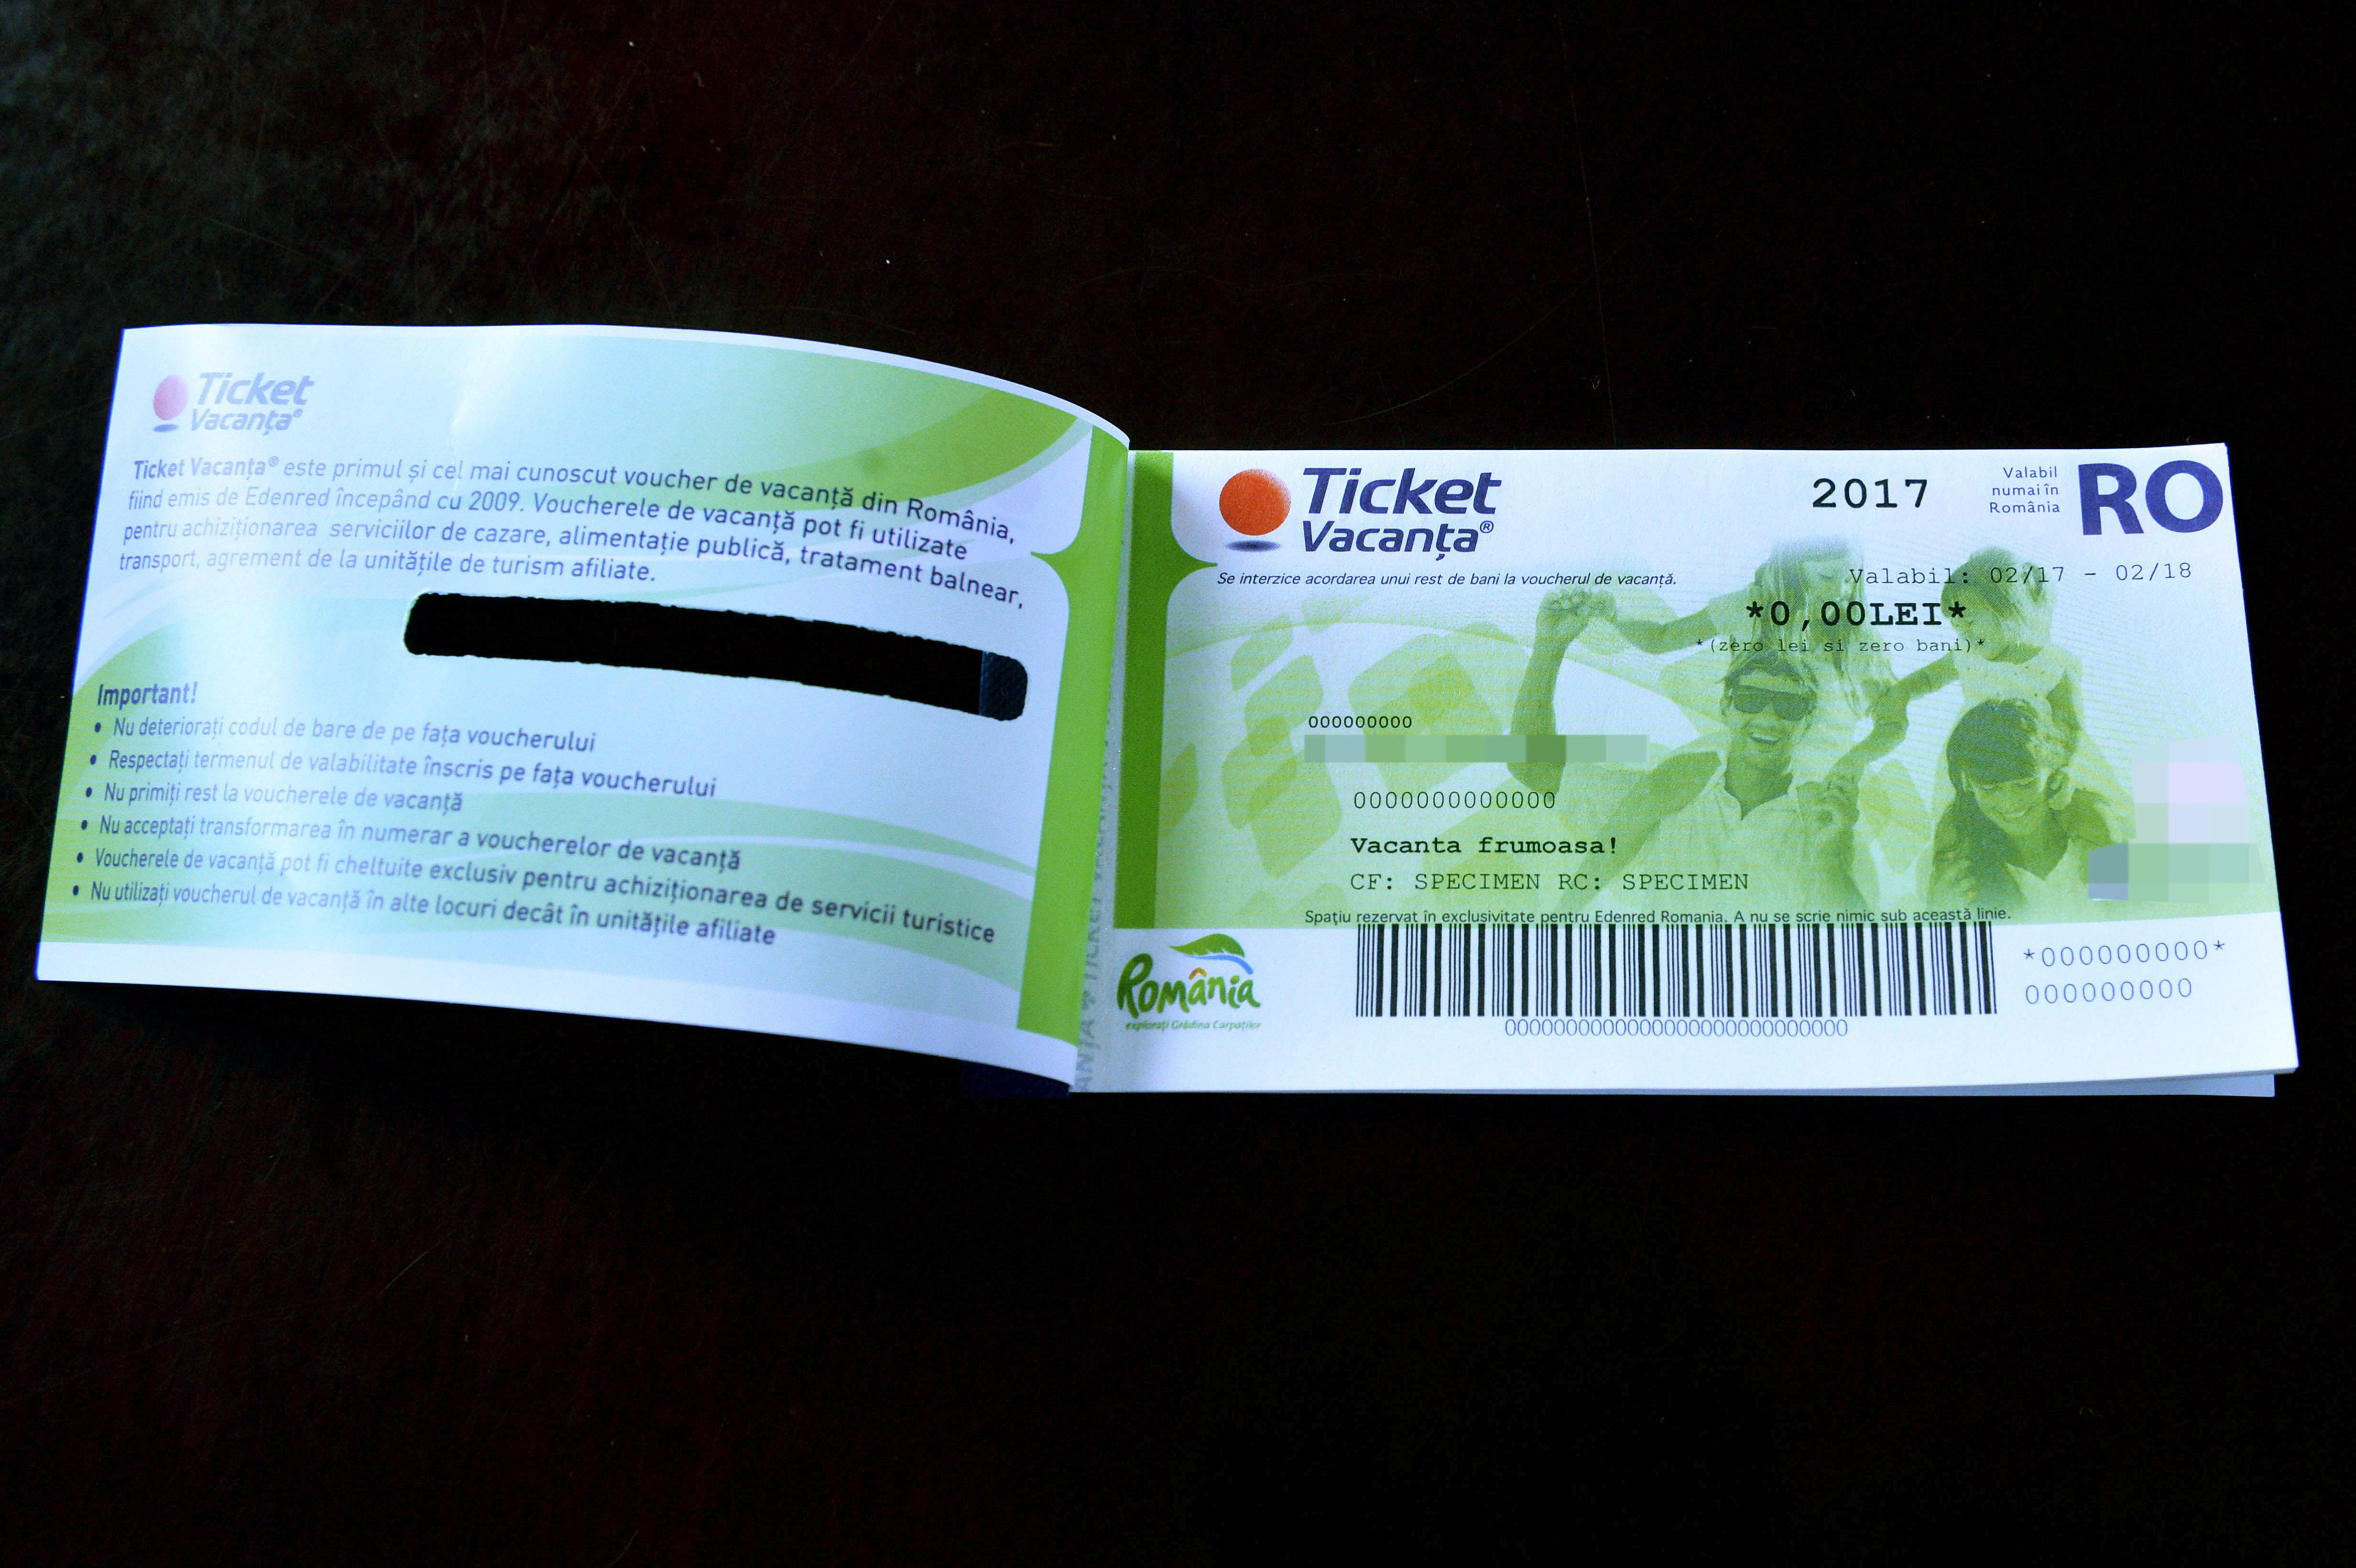 Ticket
Vacanța®
Ticket Vacanța® este primul și cel mai cunoscut voucher de vacanță din România,
fiind emis de Edenred începând cu 2009. Voucherele de vacanță pot fi utilizate
pentru achiziționarea serviciilor de cazare, alimentație publică, tratament balnear,
transport, agrement de la unitățile de turism afiliate.
Important!
• Nu deteriorați codul de bare de pe fața voucherului
• Respectați termenul de valabilitate înscris pe fața voucherului
• Nu primiți rest la voucherele de vacanță
• Nu acceptați transformarea în numerar a voucherelor de vacanță
• Voucherele de vacanță pot fi cheltuite exclusiv pentru achiziționarea de servicii turistice
• Nu utilizați voucherul de vacanță în alte locuri decât în unitățile afiliate
Ticket
Vacanța®
2017
Valabil
numai în
România
RO
Se interzice acordarea unui rest de bani la voucherul de vacanță.
Valabil: 02/17 - 02/18
*0,00LEI*
*(zero lei si zero bani)*
000000000
0000000000000
Vacanta frumoasa!
CF: SPECIMEN RC: SPECIMEN
Spațiu rezervat în exclusivitate pentru Edenred Romania. A nu se scrie nimic sub această linie.
România
explorați Grădina Carpaților
*000000000*
000000000